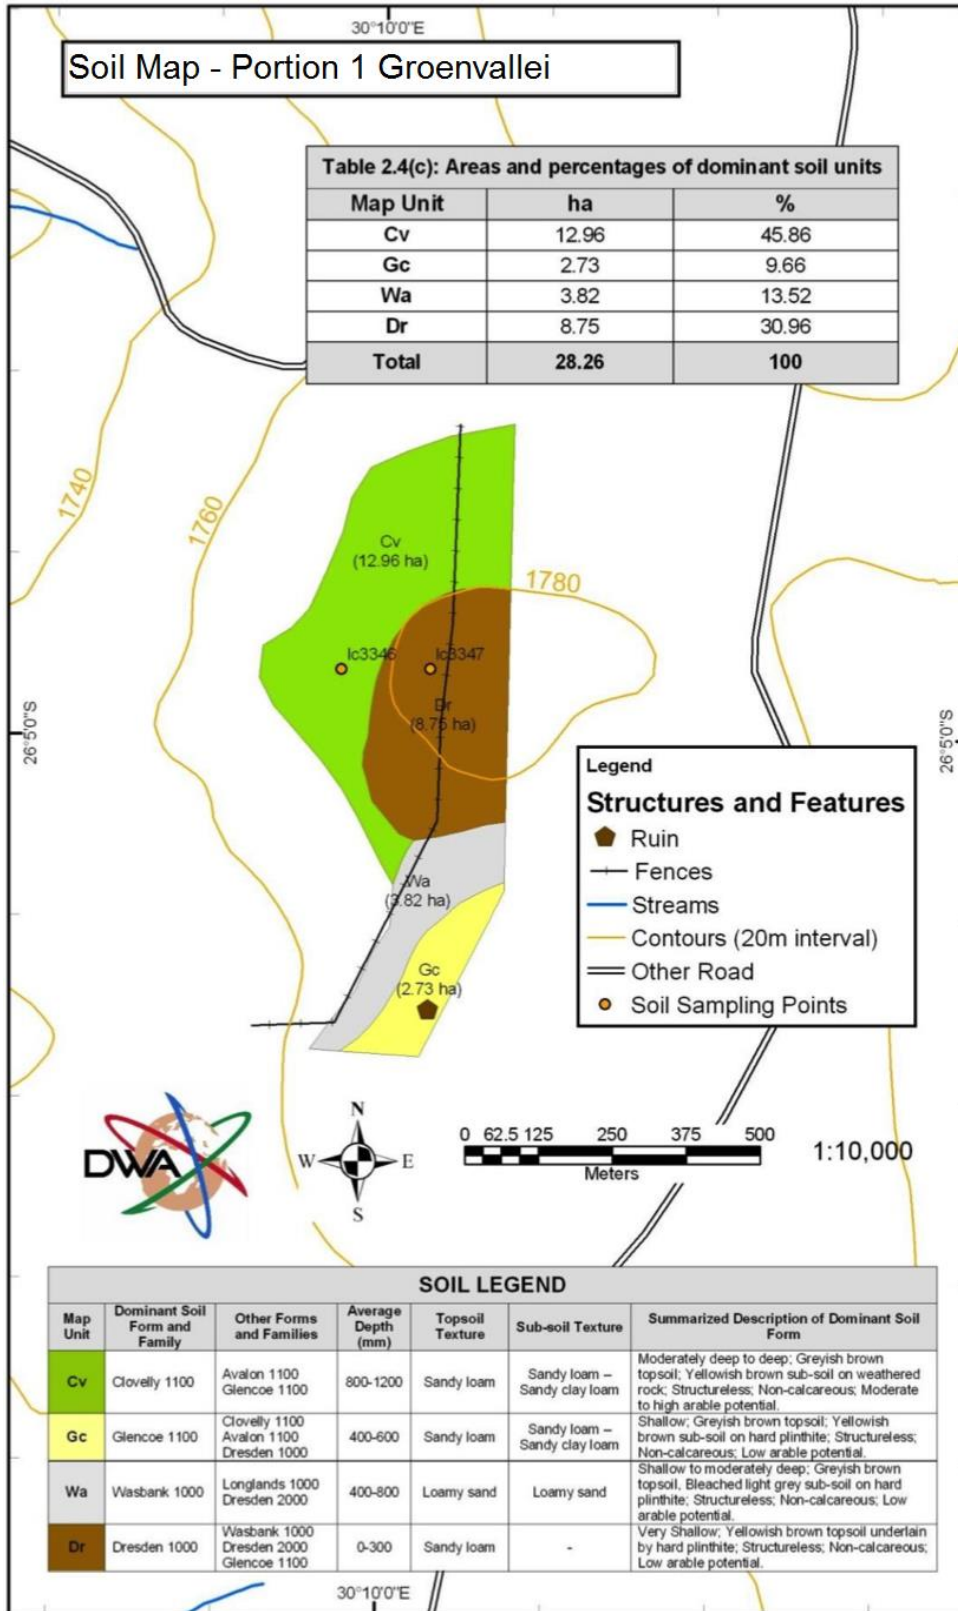 30°10'0"E
Soil Map - Portion 1 Groenvallei
Table 2.4(c): Areas and percentages of dominant soil units
Map Unit ha %
Cv 12.96 45.86
Gc 2.73 9.66
Wa 3.82 13.52
Dr 8.75 30.96
Total 28.26 100
1740
1760
Cv
(12.96 ha)
1780
Ic3346
Ic3347
Dr
(8.75 ha)
26°5'0"S
26°5'0"S
Legend
Structures and Features
Ruin
Fences
Streams
Contours (20m interval)
Other Road
Soil Sampling Points
Wa
(3.82 ha)
Gc
(2.73 ha)
DWA
N
W E
S
0 62.5 125 250 375 500
Meters
1:10,000
SOIL LEGEND
Map Unit
Dominant Soil Form and Family
Other Forms and Families
Average Depth (mm)
Topsoil Texture
Sub-soil Texture
Summarized Description of Dominant Soil Form
Cv
Clovelly 1100
Avalon 1100
Glencoe 1100
800-1200
Sandy loam
Sandy loam –
Sandy clay loam
Moderately deep to deep; Greyish brown
topsoil; Yellowish brown sub-soil on weathered
rock; Structureless; Non-calcareous; Moderate
to high arable potential.
Gc
Glencoe 1100
Clovelly 1100
Avalon 1100
Dresden 1000
400-600
Sandy loam
Sandy loam –
Sandy clay loam
Shallow; Greyish brown topsoil; Yellowish
brown sub-soil on hard plinthite; Structureless;
Non-calcareous; Low arable potential.
Wa
Wasbank 1000
Longlands 1000
Dresden 2000
400-800
Loamy sand
Loamy sand
Shallow to moderately deep; Greyish brown
topsoil, Bleached light grey sub-soil on hard
plinthite; Structureless; Non-calcareous; Low
arable potential.
Dr
Dresden 1000
Wasbank 1000
Dresden 2000
Glencoe 1100
0-300
Sandy loam
-
Very Shallow; Yellowish brown topsoil underlain
by hard plinthite; Structureless; Non-calcareous;
Low arable potential.
30°10'0"E